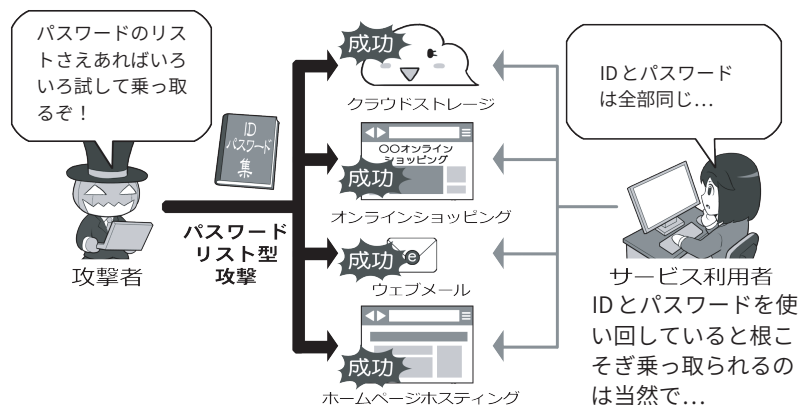 パスワードのリス
トさえあればいろ
いろ試して乗っ取
るぞ！
ID
パスワード
集
攻撃者
パスワード
リスト型
攻撃
成功
クラウドストレージ
〇〇オンライン
ショッピング
成功
オンラインショッピング
成功
e
ウェブメール
成功
ホームページホスティング
IDとパスワード
は全部同じ...
サービス利用者
IDとパスワードを使
い回していると根こ
そぎ乗っ取られるの
は当然で...